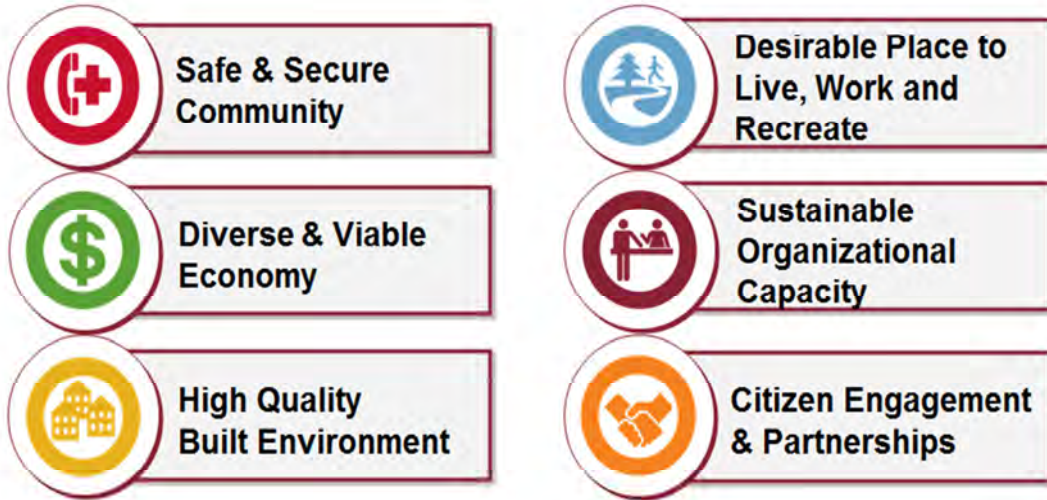 Safe & Secure
Community
Diverse & Viable
Economy
High Quality
Built Environment
Desirable Place to
Live, Work and
Recreate
Sustainable
Organizational
Capacity
Citizen Engagement
& Partnerships